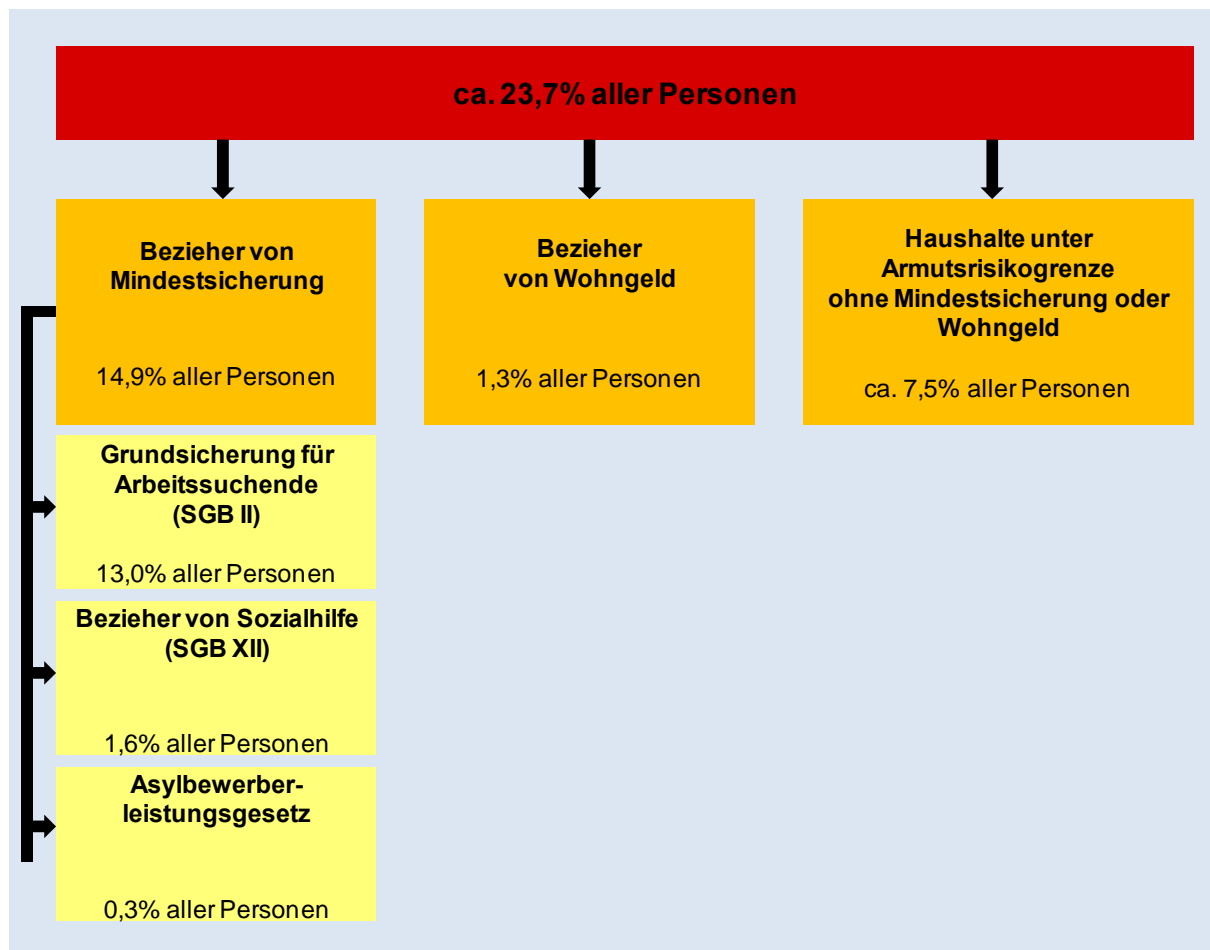 ca. 23,7% aller Personen
Bezieher von
Mindestsicherung
14,9% aller Personen
Bezieher
von Wohngeld
1,3% aller Personen
Haushalte unter
Armutsrisikogrenze
ohne Mindestsicherung oder
Wohngeld
ca. 7,5% aller Personen
Grundsicherung für
Arbeitssuchende
(SGB II)
13,0% aller Personen
Bezieher von Sozialhilfe
(SGB XII)
1,6% aller Personen
Asylbewerber-
leistungsgesetz
0,3% aller Personen